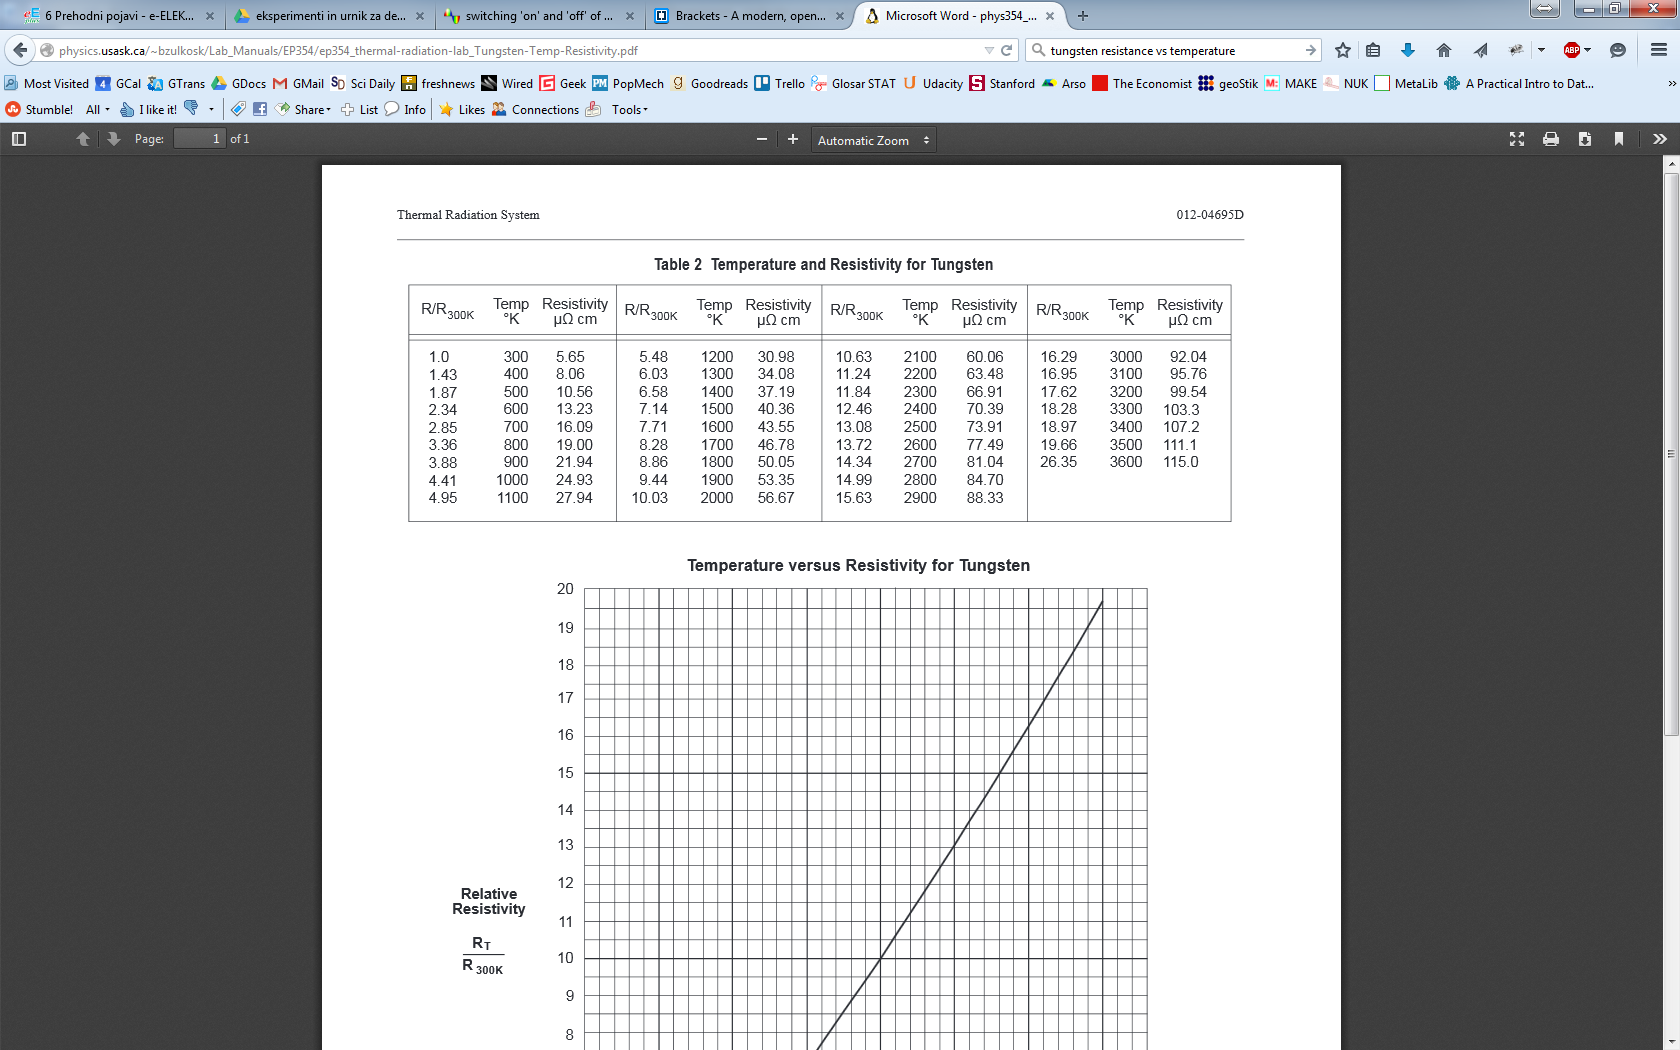 6 Prehodni pojavi - e-ELEK...
eksperimenti in urnik za de...
switching 'on' and 'off' of ...
Brackets - A modern, open...
Microsoft Word - phys354_...
physics.usask.ca/~bzulkosk/Lab_Manuals/EP354/ep354_thermal-radiation-lab_Tungsten-Temp-Resistivity.pdf
tungsten resistance vs temperature
ABP
Most Visited GCal GTrans GDocs GMail Sci Daily freshnews Wired Geek PopMech Goodreads Trello Glosar STAT Udacity Stanford Arso The Economist geoStik MAKE NUK MetaLib A Practical Intro to Dat...
Stumble! All I like it! Share List Info Likes Connections Tools
Page: 1 of 1
Automatic Zoom
Thermal Radiation System 012-04695D
Table 2 Temperature and Resistivity for Tungsten
R/R300K Temp °K Resistivity µΩ cm R/R300K Temp °K Resistivity µΩ cm R/R300K Temp °K Resistivity µΩ cm R/R300K Temp °K Resistivity µΩ cm
1.0 300 5.65 5.48 1200 30.98 10.63 2100 60.06 16.29 3000 92.04
1.43 400 8.06 6.03 1300 34.08 11.24 2200 63.48 16.95 3100 95.76
1.87 500 10.56 6.58 1400 37.19 11.84 2300 66.91 17.62 3200 99.54
2.34 600 13.23 7.14 1500 40.36 12.46 2400 70.39 18.28 3300 103.3
2.85 700 16.09 7.71 1600 43.55 13.08 2500 73.91 18.97 3400 107.2
3.36 800 19.00 8.28 1700 46.78 13.72 2600 77.49 19.66 3500 111.1
3.88 900 21.94 8.86 1800 50.05 14.34 2700 81.04 26.35 3600 115.0
4.41 1000 24.93 9.44 1900 53.35 14.99 2800 84.70
4.95 1100 27.94 10.03 2000 56.67 15.63 2900 88.33
Temperature versus Resistivity for Tungsten
20
19
18
17
16
15
14
13
12
11
10
9
8
Relative
Resistivity
RT
R 300K